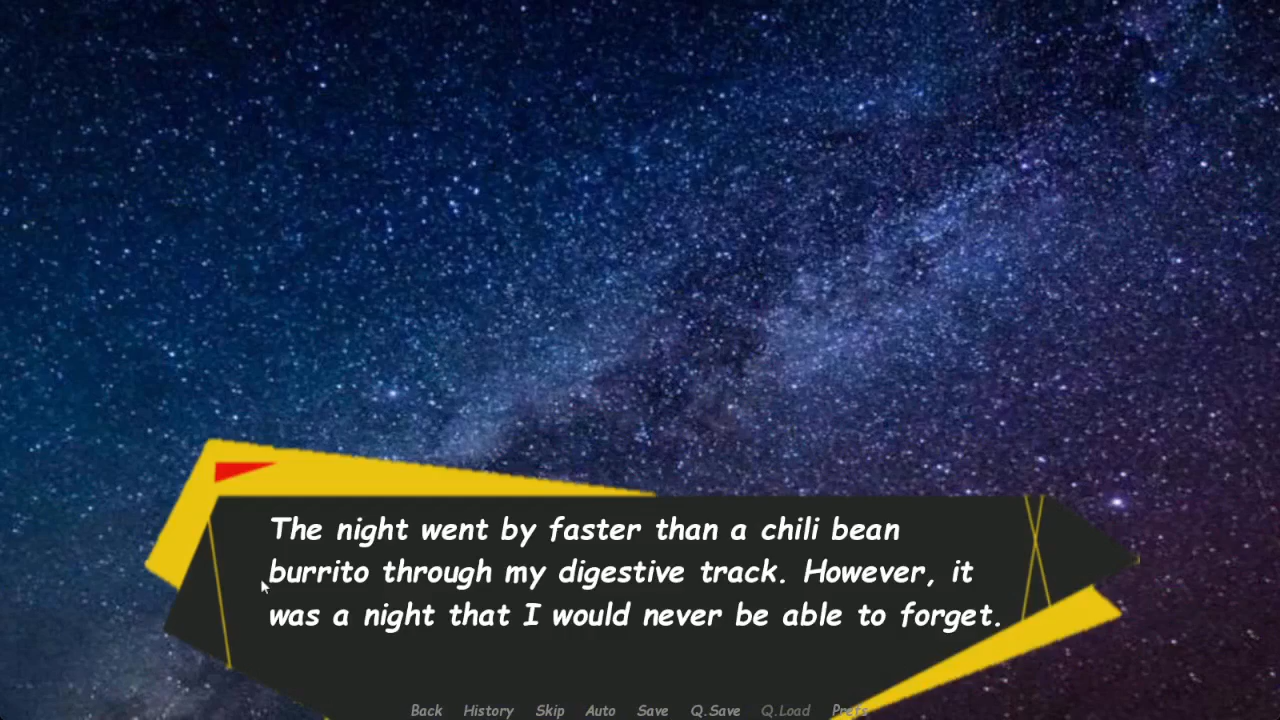 The night went by faster than a chili bean
burrito through my digestive track. However, it
was a night that I would never be able to forget.
Back History Skip Auto Save Q.Save Q.Load Prefs